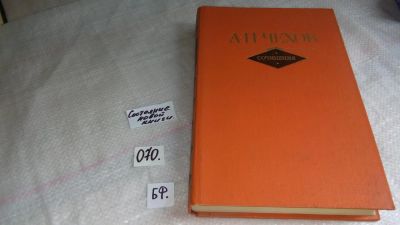 А·П·ЧЕХОВ
СОЧИНЕНИЯ
Состояние
новой
книги
070.
БФ.